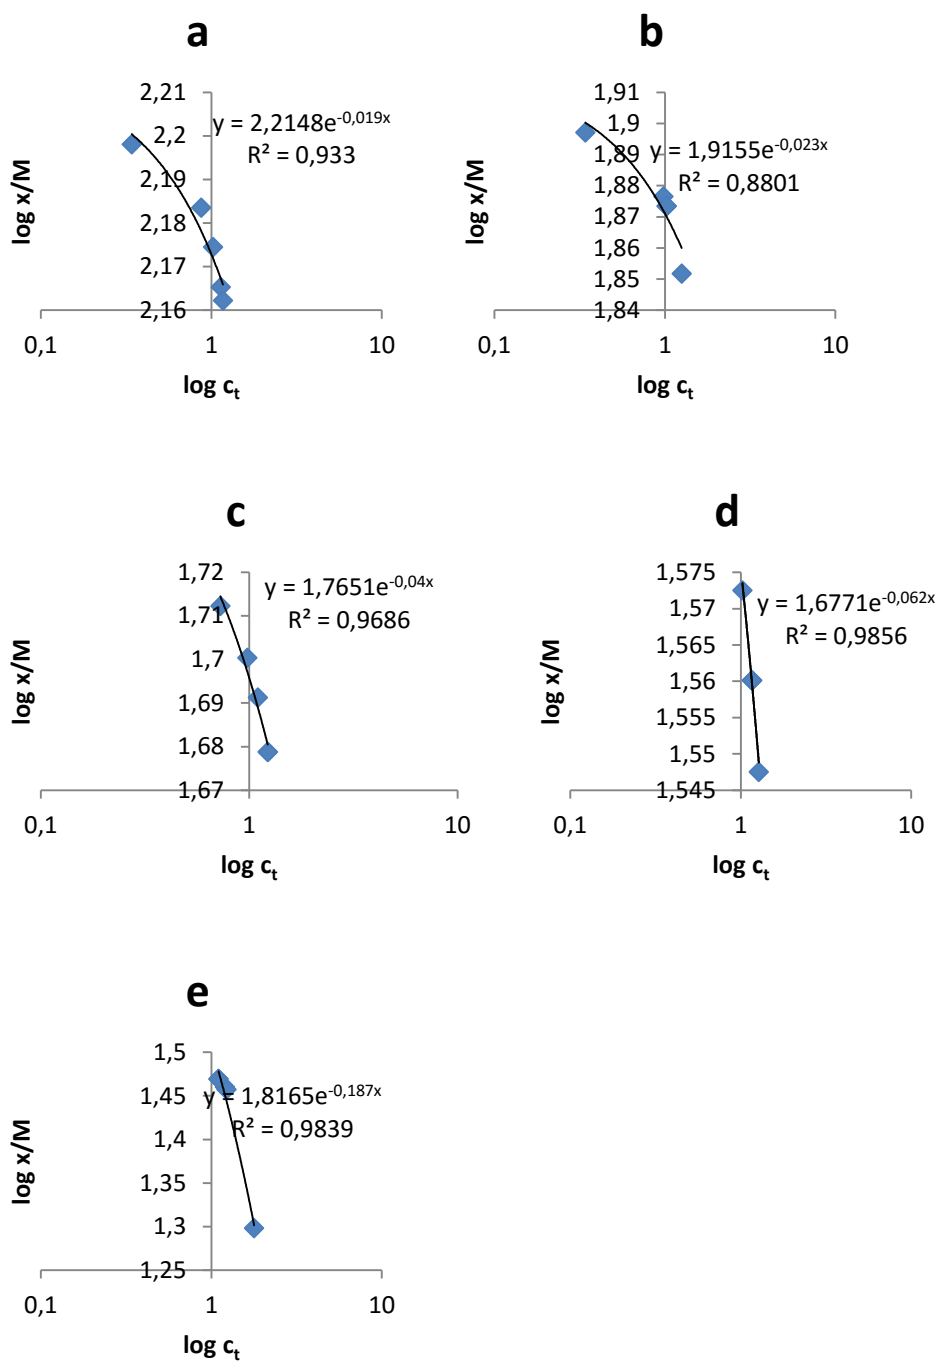 a
2,21
2,2
2,19
2,18
2,17
2,16
0,1
1
10
log x/M
log ct
y = 2,2148e-0,019x
R² = 0,933
b
1,91
1,9
1,89
1,88
1,87
1,86
1,85
1,84
0,1
1
10
log x/M
log ct
y = 1,9155e-0,023x
R² = 0,8801
c
1,72
1,71
1,7
1,69
1,68
1,67
0,1
1
10
log x/M
log ct
y = 1,7651e-0,04x
R² = 0,9686
d
1,575
1,57
1,565
1,56
1,555
1,55
1,545
0,1
1
10
log x/M
log ct
y = 1,6771e-0,062x
R² = 0,9856
e
1,5
1,45
1,4
1,35
1,3
1,25
0,1
1
10
log x/M
log ct
y = 1,8165e-0,187x
R² = 0,9839